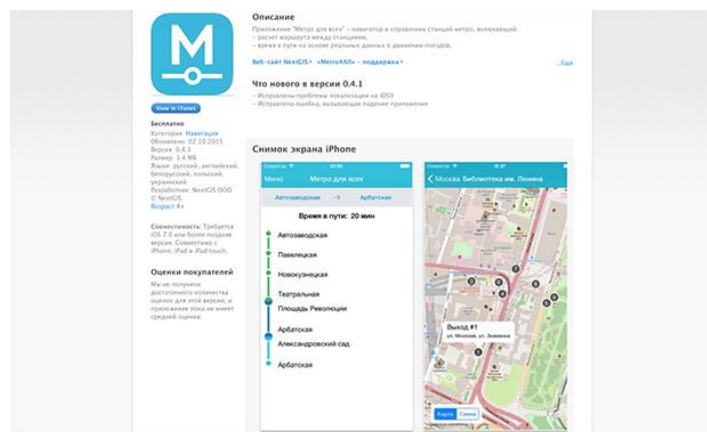 Описание
Приложение "Метро для всех" – навигатор и справочник станций метро, включающий:
– расчет маршрута между станциями,
– время в пути на основе реальных данных о движении поездов,
Веб-сайт NextGIS
«Metro4All» – поддержка
...Еще
Что нового в версии 0.4.1
– Исправлены проблемы локализации на iOS9
– Исправлена ошибка, вызывающая падение приложения
M
View in iTunes
Бесплатно
Категория: Навигация
Обновлено: 02.10.2015
Версия: 0.4.1
Размер: 3.4 МБ
Языки: русский, английский,
белорусский, польский,
украинский
Разработчик: NextGIS OOO
© NextGIS
Возраст 4+
Совместимость: Требуется
iOS 7.0 или более поздняя
версия. Совместимо с
iPhone, iPad и iPod touch.
Оценки покупателей
Мы не получили
достаточного количества
оценок для этой версии, и
приложение пока не имеет
средней оценки.
Снимок экрана iPhone
Меню
Метро для всех
Автозаводская → Арбатская
Время в пути: 20 мин
Автозаводская
Павелецкая
Новокузнецкая
Театральная
Площадь Революции
Арбатская
Александровский сад
Арбатская
Москва. Библиотека им. Ленина
Выход #1
ул. Моховая, ул. Знаменка
Карта
Схема